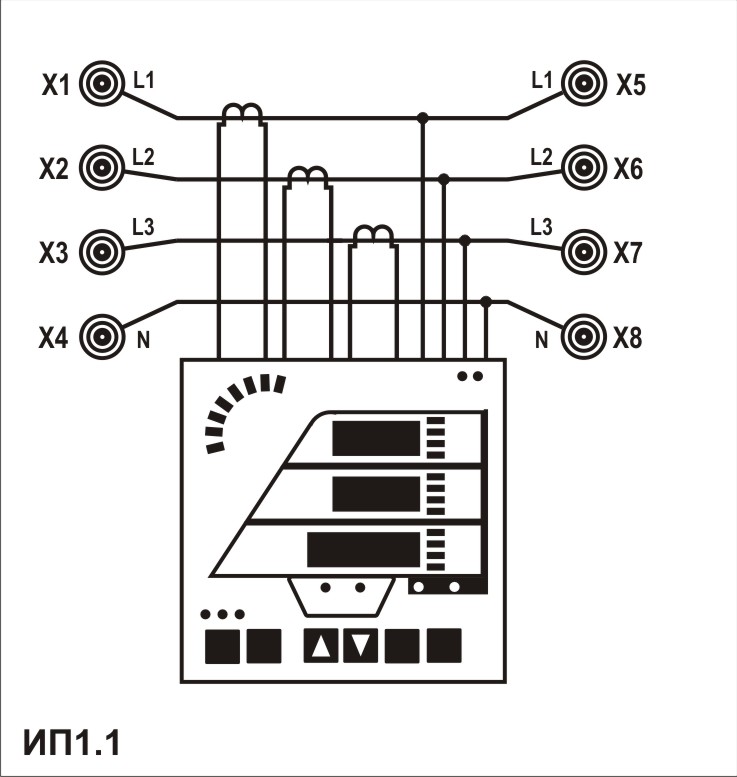 X1 L1 L1 X5
X2 L2 L2 X6
X3 L3 L3 X7
X4 N N X8
ИП1.1